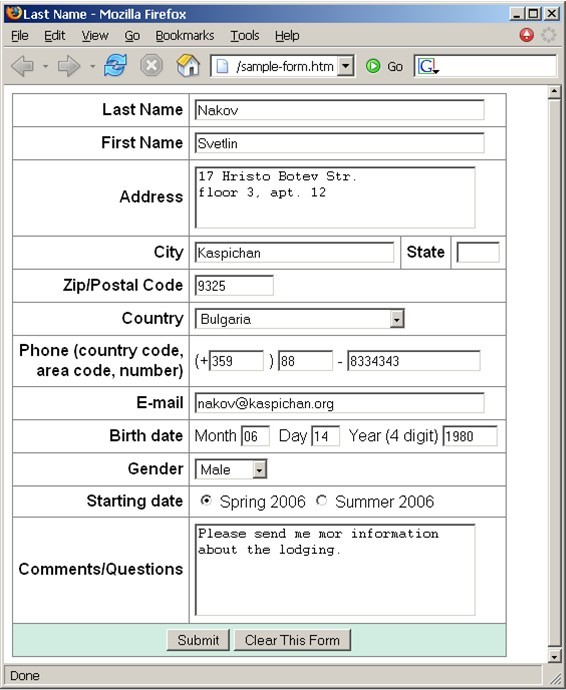 Last Name - Mozilla Firefox
File Edit View Go Bookmarks Tools Help
/sample-form.htm Go G
Last Name Nakov
First Name Svetlin
Address 17 Hristo Botev Str.
floor 3, apt. 12
City Kaspichan State
Zip/Postal Code 9325
Country Bulgaria
Phone (country code,
area code, number) (+359 ) 88 - 8334343
E-mail nakov@kaspichan.org
Birth date Month 06 Day 14 Year (4 digit) 1980
Gender Male
Starting date Spring 2006 Summer 2006
Comments/Questions Please send me mor information
about the lodging.
Submit Clear This Form
Done